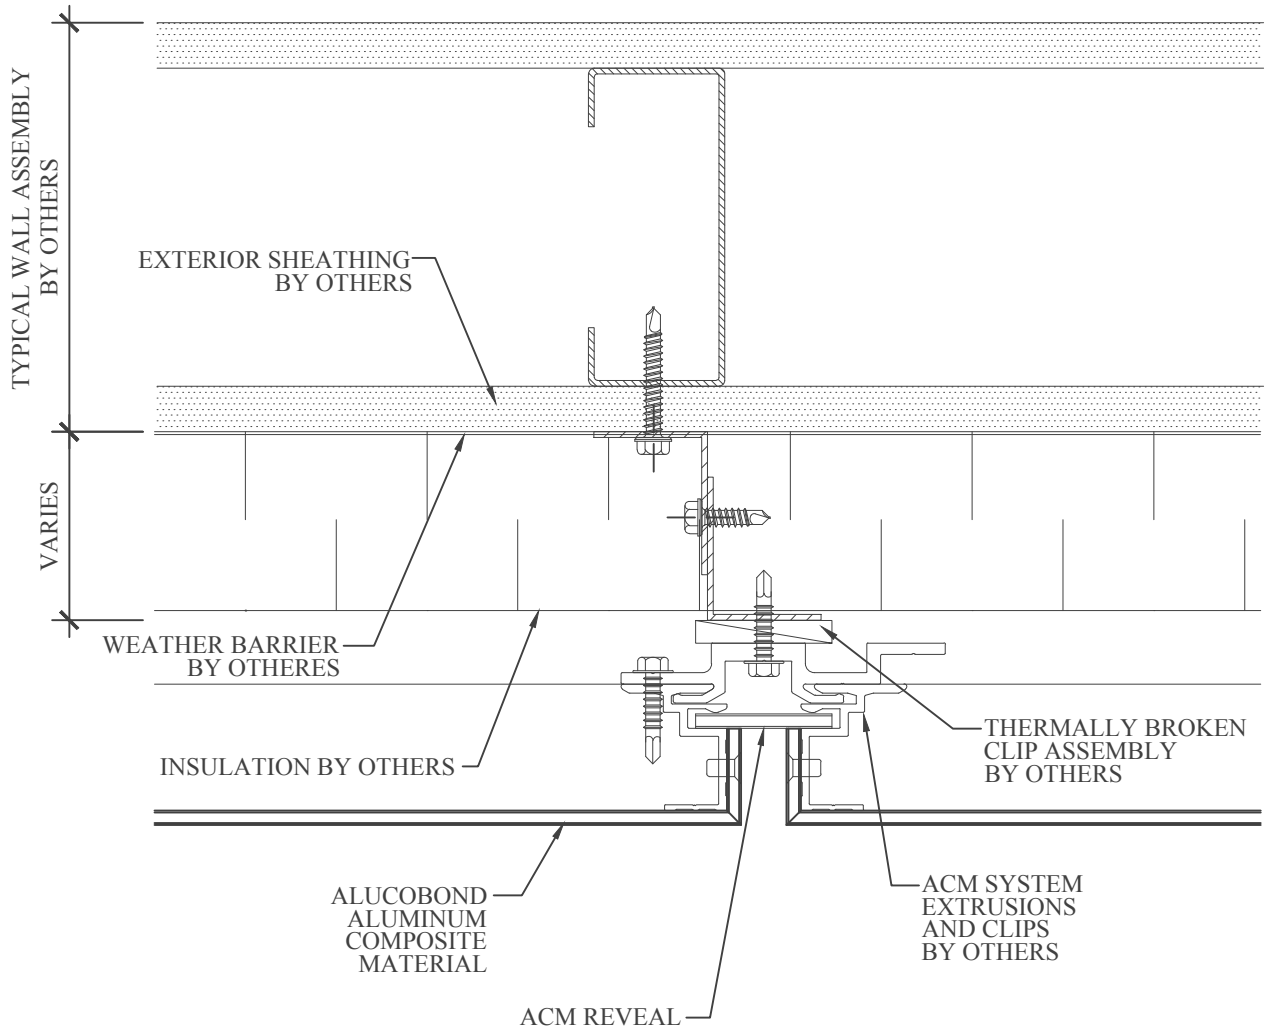 TYPICAL WALL ASSEMBLY
BY OTHERS
EXTERIOR SHEATHING
BY OTHERS
VARIES
WEATHER BARRIER
BY OTHERES
INSULATION BY OTHERS
THERMALLY BROKEN
CLIP ASSEMBLY
BY OTHERS
ALUCOBOND
ALUMINUM
COMPOSITE
MATERIAL
ACM SYSTEM
EXTRUSIONS
AND CLIPS
BY OTHERS
ACM REVEAL